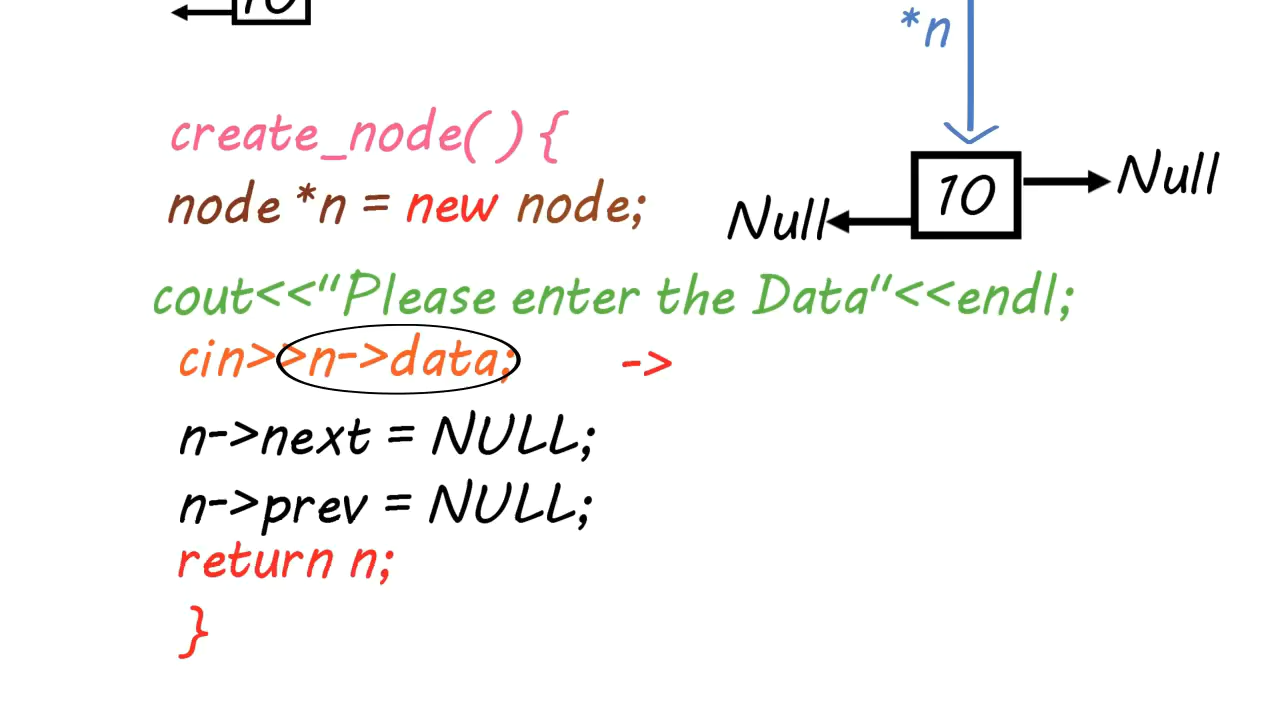 10
*n
create_node( ) {
node *n = new node;
10
Null
Null
cout<<"Please enter the Data"<<endl;
cin>>n->data;
->
n->next = NULL;
n->prev = NULL;
return n;
}